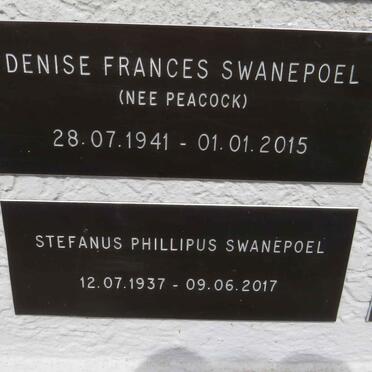 DENISE FRANCES SWANEPOEL
(NEE PEACOCK)
28.07.1941 - 01.01.2015
STEFANUS PHILLIPUS SWANEPOEL
12.07.1937 - 09.06.2017